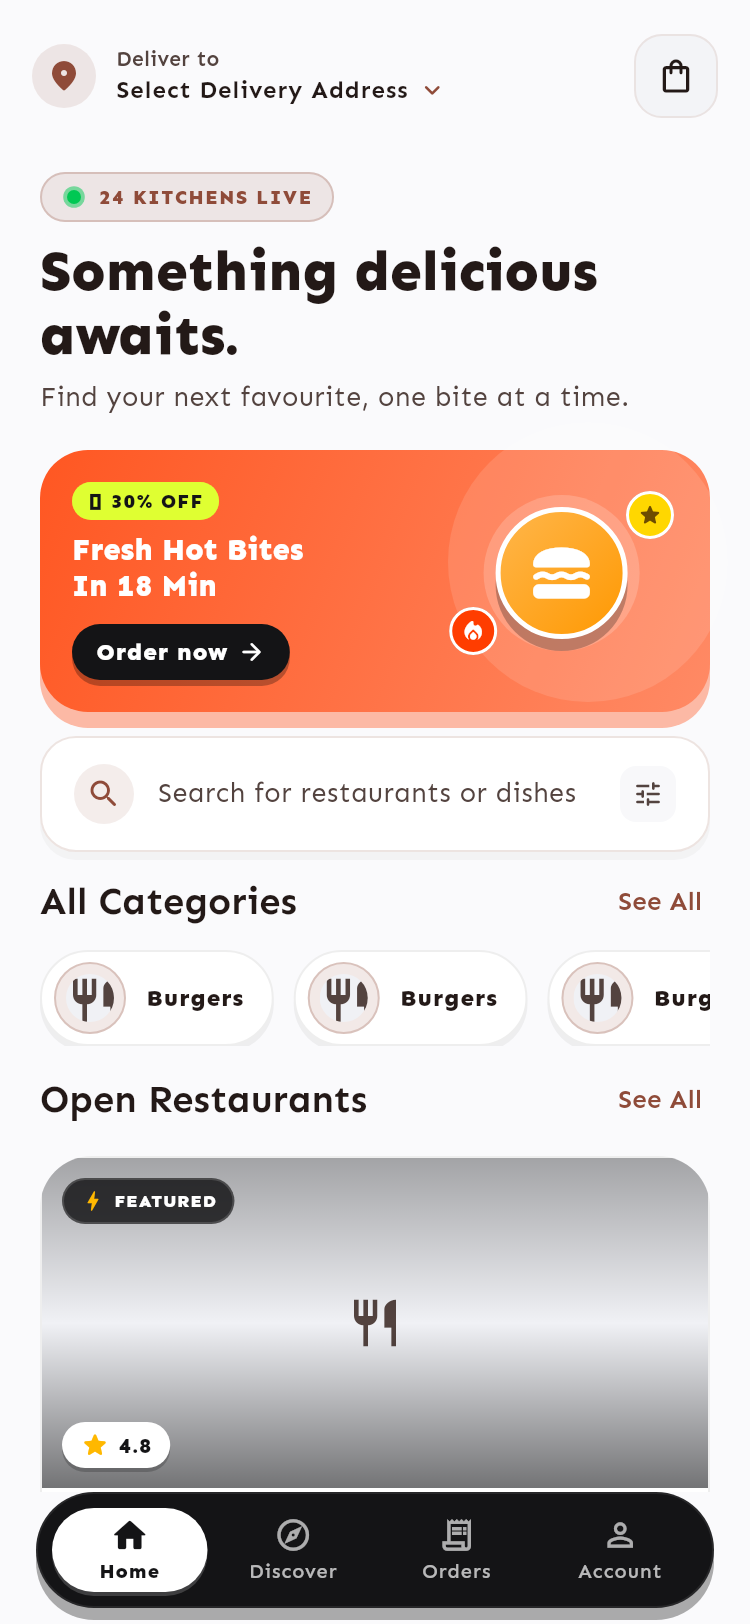 Deliver to
Select Delivery Address
24 KITCHENS LIVE
Something delicious
awaits.
Find your next favourite, one bite at a time.
30% OFF
Fresh Hot Bites
In 18 Min
Order now
Search for restaurants or dishes
All Categories
See All
Burgers
Burgers
Burg
Open Restaurants
See All
FEATURED
4.8
Home
Discover
Orders
Account